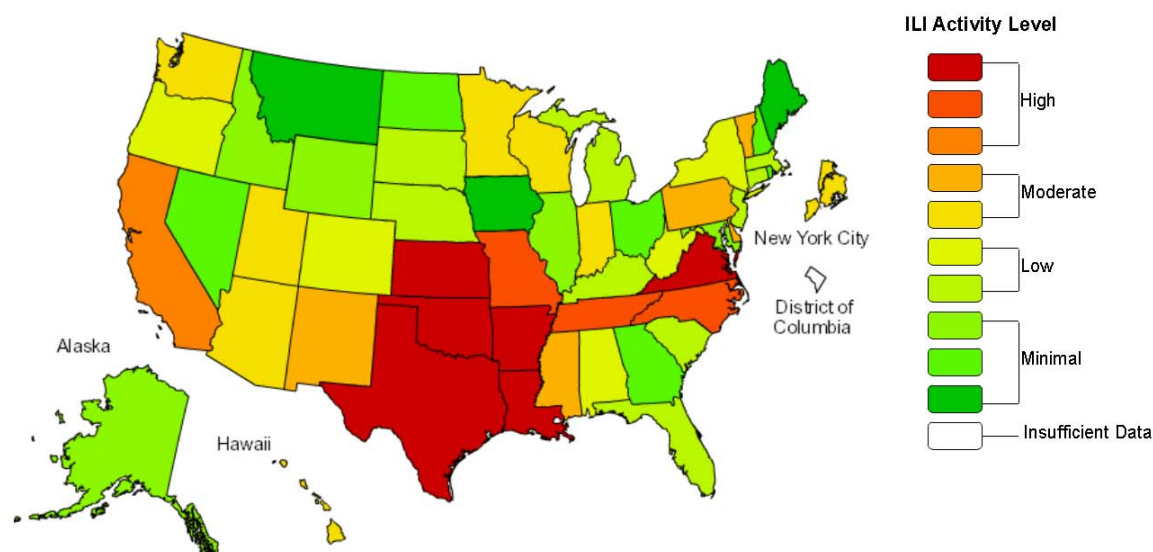 ILI Activity Level
High
Moderate
New York City
Low
District of
Columbia
Alaska
Minimal
Hawaii
Insufficient Data